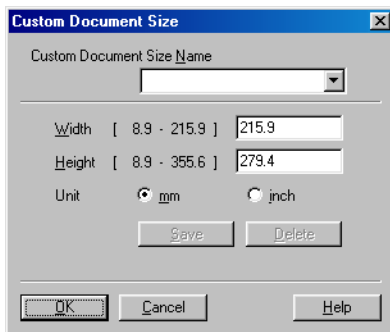 Custom Document Size
Custom Document Size Name
Width [ 8.9 - 215.9 ] 215.9
Height [ 8.9 - 355.6 ] 279.4
Unit mm inch
Save Delete
OK Cancel Help